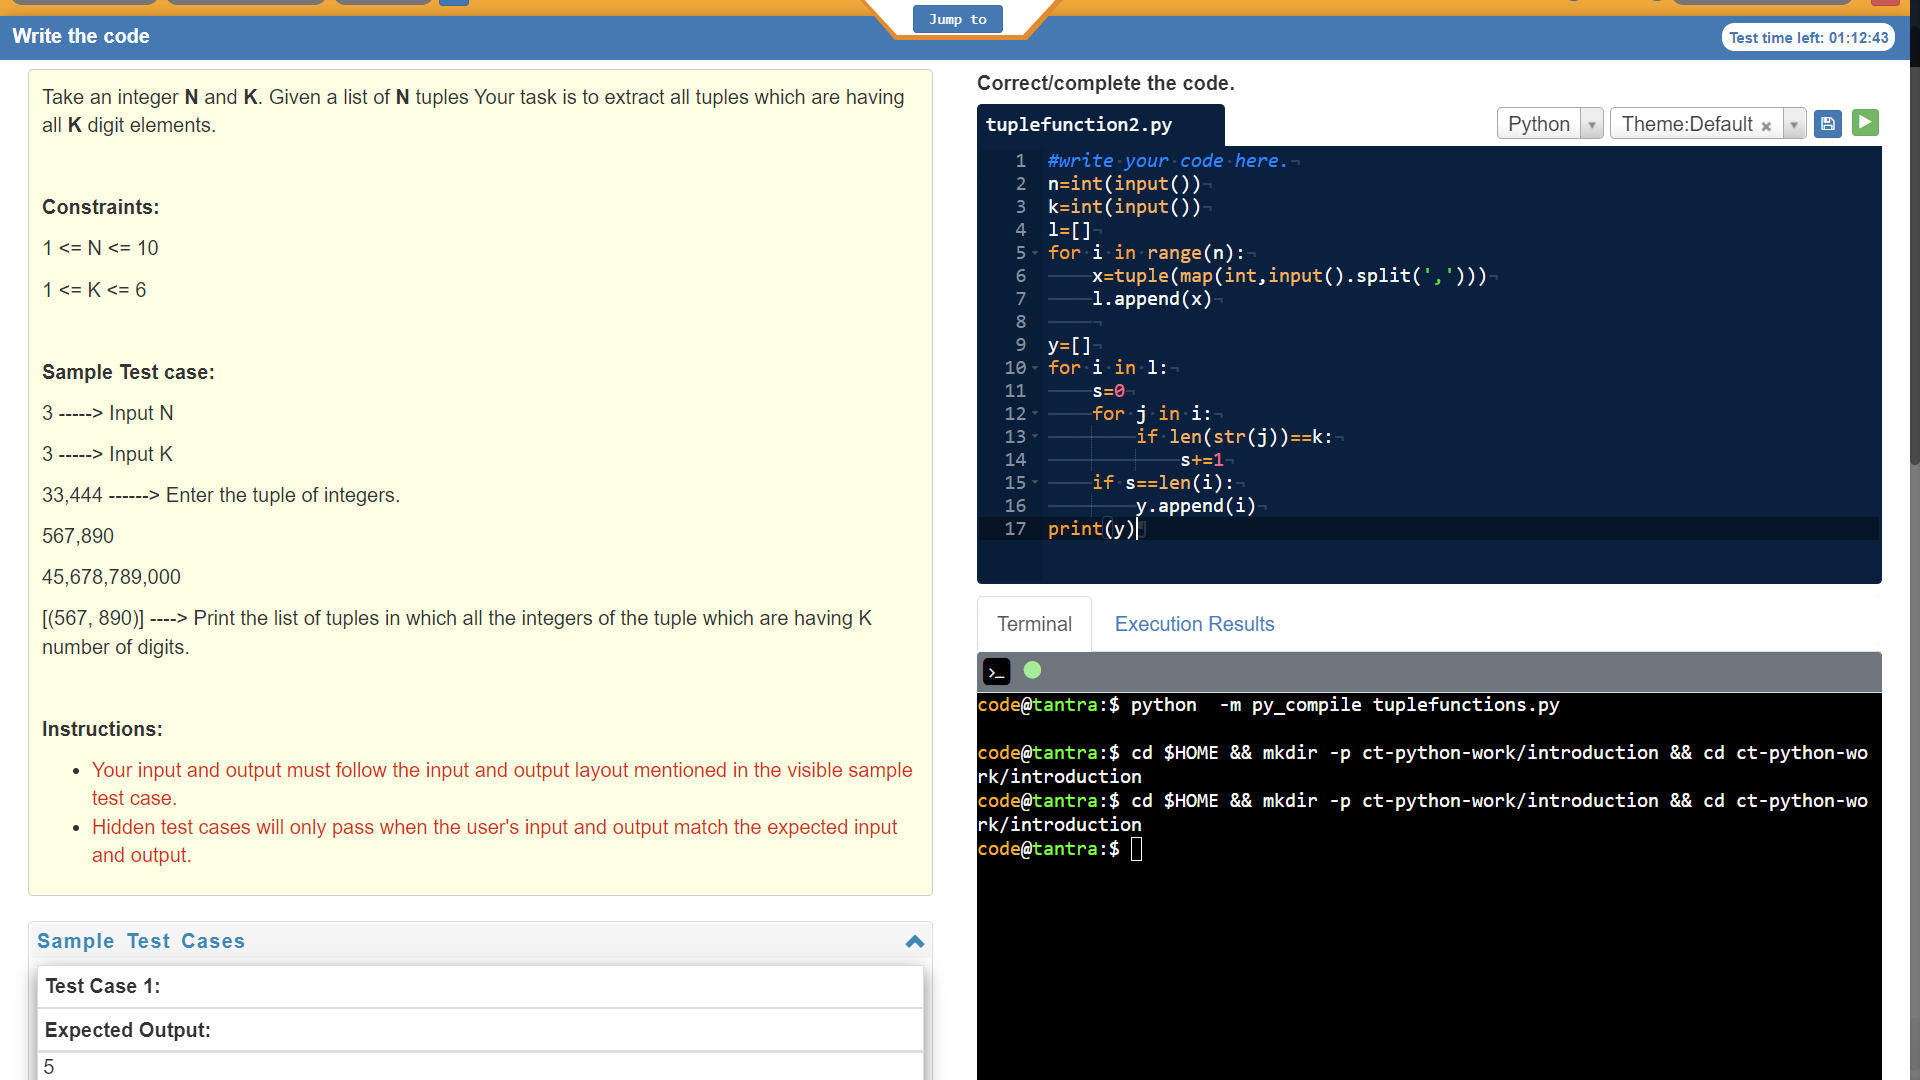 Jump to
Write the code
Test time left: 01:12:43
Take an integer N and K. Given a list of N tuples Your task is to extract all tuples which are having
all K digit elements.
Constraints:
1 <= N <= 10
1 <= K <= 6
Sample Test case:
3 -----> Input N
3 -----> Input K
33,444 ------> Enter the tuple of integers.
567,890
45,678,789,000
[(567, 890)] ----> Print the list of tuples in which all the integers of the tuple which are having K
number of digits.
Instructions:
• Your input and output must follow the input and output layout mentioned in the visible sample
test case.
• Hidden test cases will only pass when the user's input and output match the expected input
and output.
Sample Test Cases
Test Case 1:
Expected Output:
5
Correct/complete the code.
tuplefunction2.py
Python
Theme:Default ×
1 #write your code here.
2 n=int(input())
3 k=int(input())
4 l=[]
5 for i in range(n):
6     x=tuple(map(int,input().split(',')))
7     l.append(x)
8
9 y=[]
10 for i in l:
11     s=0
12     for j in i:
13         if len(str(j))==k:
14             s+=1
15     if s==len(i):
16         y.append(i)
17 print(y)
Terminal
Execution Results
>_
code@tantra:$ python  -m py_compile tuplefunctions.py
code@tantra:$ cd $HOME && mkdir -p ct-python-work/introduction && cd ct-python-wo
rk/introduction
code@tantra:$ cd $HOME && mkdir -p ct-python-work/introduction && cd ct-python-wo
rk/introduction
code@tantra:$